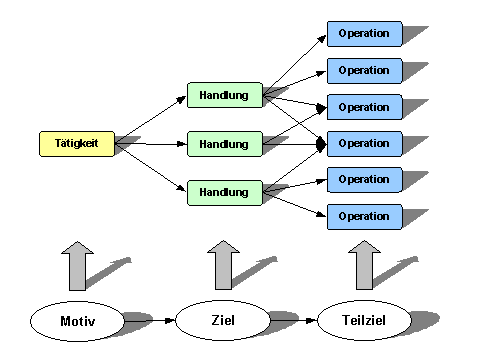 Operation
Operation
Handlung
Operation
Tätigkeit
Handlung
Operation
Handlung
Operation
Operation
Motiv
Ziel
Teilziel